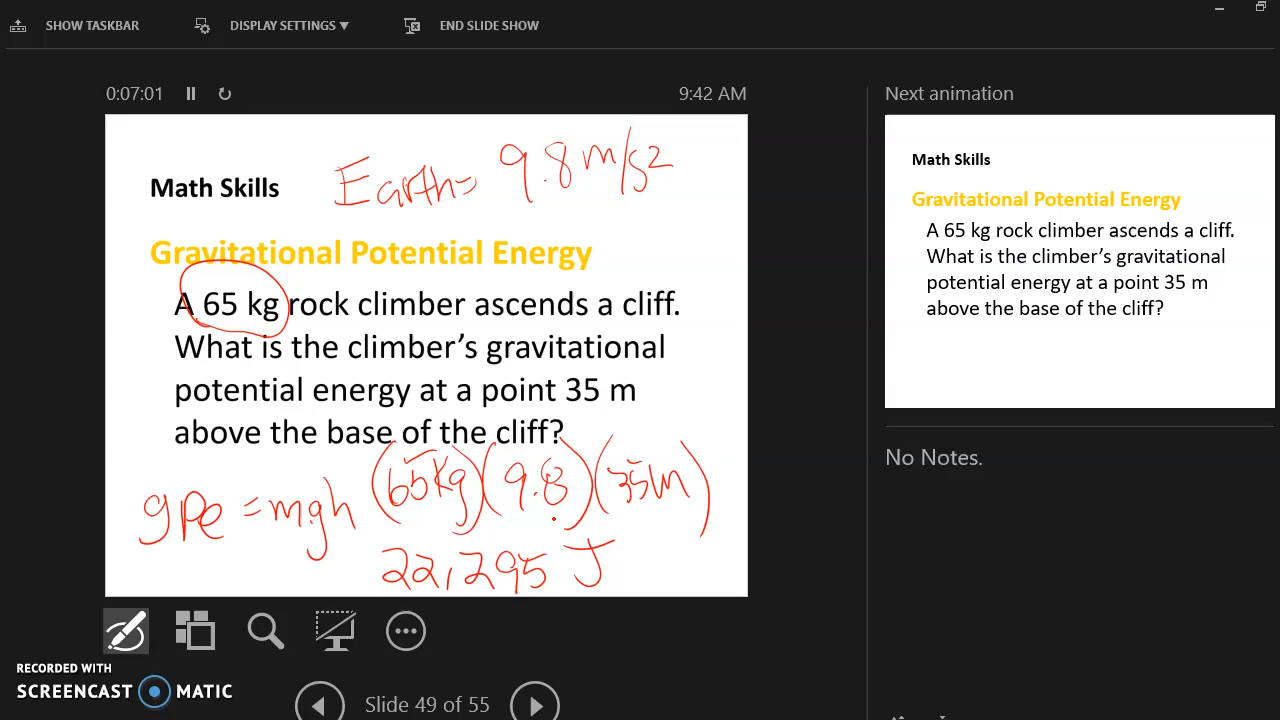 SHOW TASKBAR DISPLAY SETTINGS ▼ END SLIDE SHOW
0:07:01 9:42 AM
Math Skills Earth = 9.8 m/s2
Gravitational Potential Energy
A 65 kg rock climber ascends a cliff.
What is the climber’s gravitational
potential energy at a point 35 m
above the base of the cliff?
gpe = mgh (65kg)(9.8)(35m)
22,295 J
Next animation
Math Skills
Gravitational Potential Energy
A 65 kg rock climber ascends a cliff.
What is the climber’s gravitational
potential energy at a point 35 m
above the base of the cliff?
No Notes.
RECORDED WITH
SCREENCAST MATIC
Slide 49 of 55